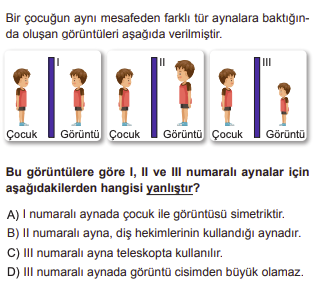 Bir çocuğun aynı mesafeden farklı tür aynalara baktığın-
da oluşan görüntüleri aşağıda verilmiştir.
I II III
Çocuk Görüntü Çocuk Görüntü Çocuk Görüntü
Bu görüntülere göre I, II ve III numaralı aynalar için
aşağıdakilerden hangisi yanlıştır?
A) I numaralı aynada çocuk ile görüntüsü simetriktir.
B) II numaralı ayna, diş hekimlerinin kullandığı aynadır.
C) III numaralı ayna teleskopta kullanılır.
D) III numaralı aynada görüntü cisimden büyük olamaz.